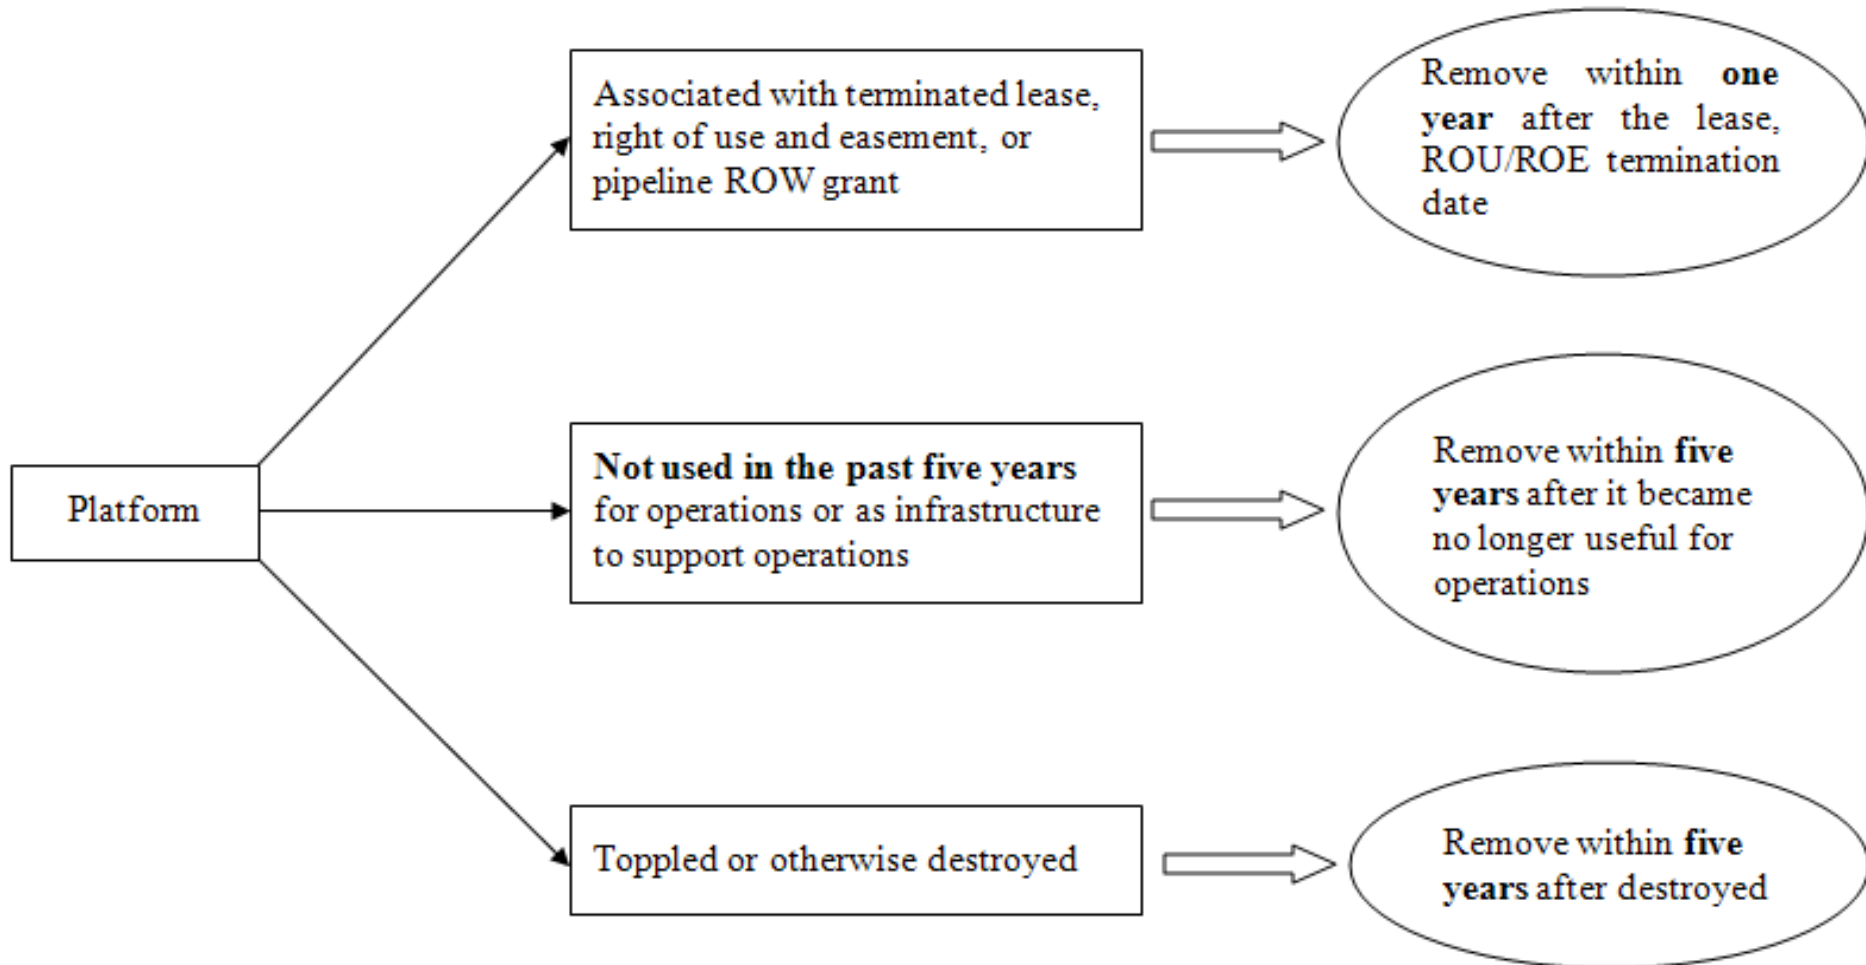 Platform
Associated with terminated lease,
right of use and easement, or
pipeline ROW grant
Remove within one
year after the lease,
ROU/ROE termination
date
Not used in the past five years
for operations or as infrastructure
to support operations
Remove within five
years after it became
no longer useful for
operations
Toppled or otherwise destroyed
Remove within five
years after destroyed